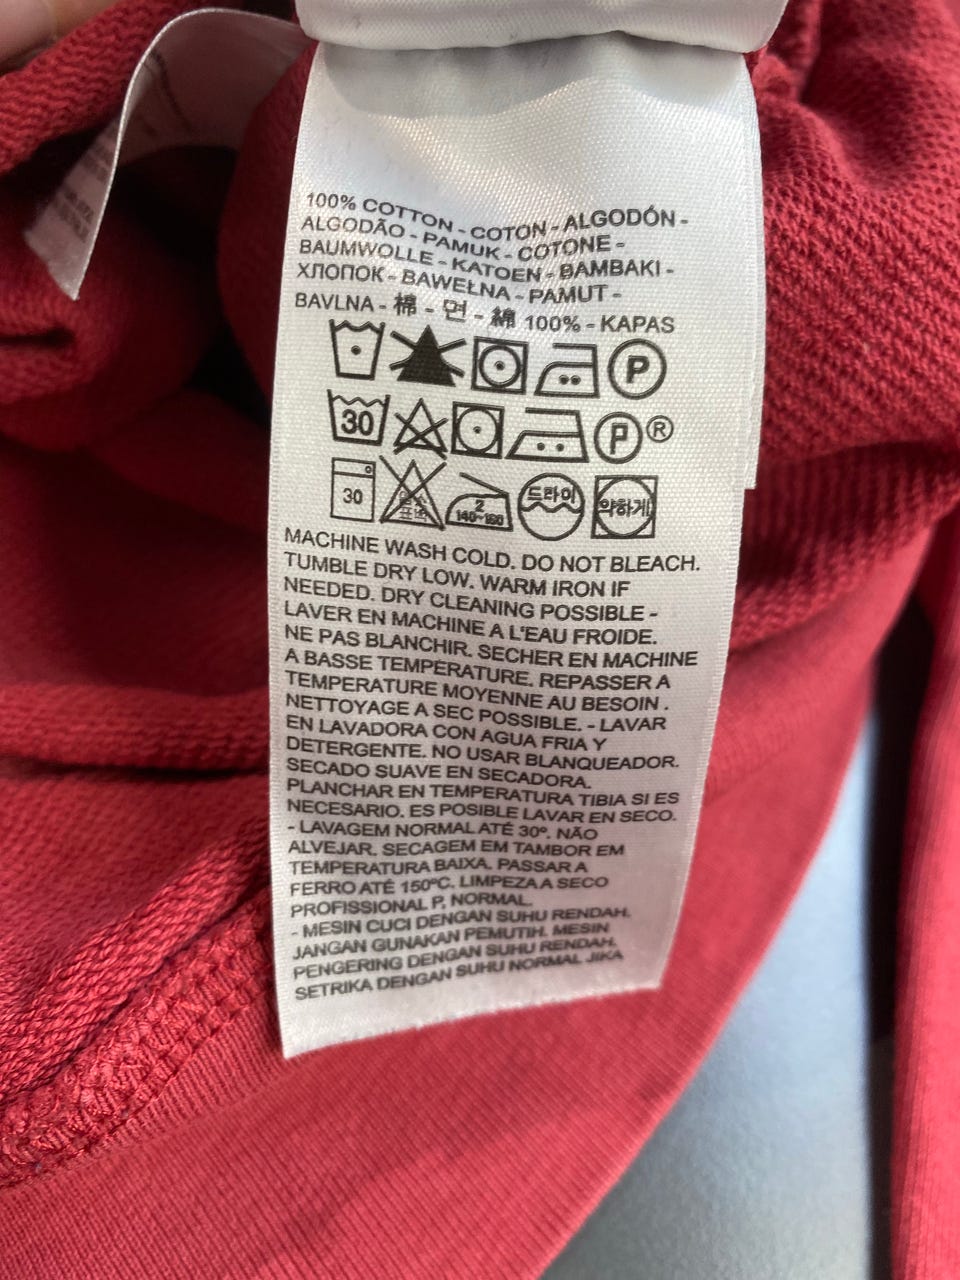 100% COTTON - COTON - ALGODÓN -
ALGODÃO - PAMUK - COTONE -
BAUMWOLLE - KATOEN - BAMBAKI -
ХЛОПОК - BAWEŁNA - PAMUT -
BAVLNA - 棉 - 면 - 綿 100% - KAPAS
P
30 P ®
30 2 140~160 드라이 약하게
MACHINE WASH COLD. DO NOT BLEACH.
TUMBLE DRY LOW. WARM IRON IF
NEEDED. DRY CLEANING POSSIBLE -
LAVER EN MACHINE A L'EAU FROIDE.
NE PAS BLANCHIR. SECHER EN MACHINE
A BASSE TEMPÉRATURE. REPASSER A
TEMPERATURE MOYENNE AU BESOIN .
NETTOYAGE A SEC POSSIBLE. - LAVAR
EN LAVADORA CON AGUA FRIA Y
DETERGENTE. NO USAR BLANQUEADOR.
SECADO SUAVE EN SECADORA.
PLANCHAR EN TEMPERATURA TIBIA SI ES
NECESARIO. ES POSIBLE LAVAR EN SECO.
- LAVAGEM NORMAL ATÉ 30º. NÃO
ALVEJAR. SECAGEM EM TAMBOR EM
TEMPERATURA BAIXA. PASSAR A
FERRO ATÉ 150ºC. LIMPEZA A SECO
PROFISSIONAL P, NORMAL.
- MESIN CUCI DENGAN SUHU RENDAH.
JANGAN GUNAKAN PEMUTIH. MESIN
PENGERING DENGAN SUHU RENDAH.
SETRIKA DENGAN SUHU NORMAL JIKA